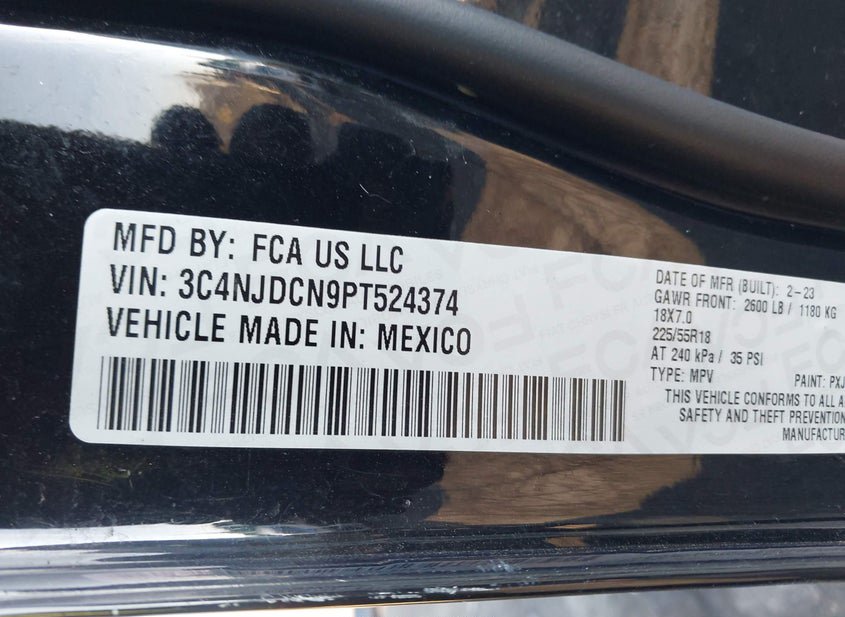 MFD BY: FCA US LLC
VIN: 3C4NJDCN9PT524374
VEHICLE MADE IN: MEXICO
DATE OF MFR (BUILT): 2-23
GAWR FRONT: 2600 LB / 1180 KG
18X7.0
225/55R18
AT 240 kPa / 35 PSI
TYPE: MPV PAINT: PXJ
THIS VEHICLE CONFORMS TO ALL A
SAFETY AND THEFT PREVENTION
MANUFACTUR